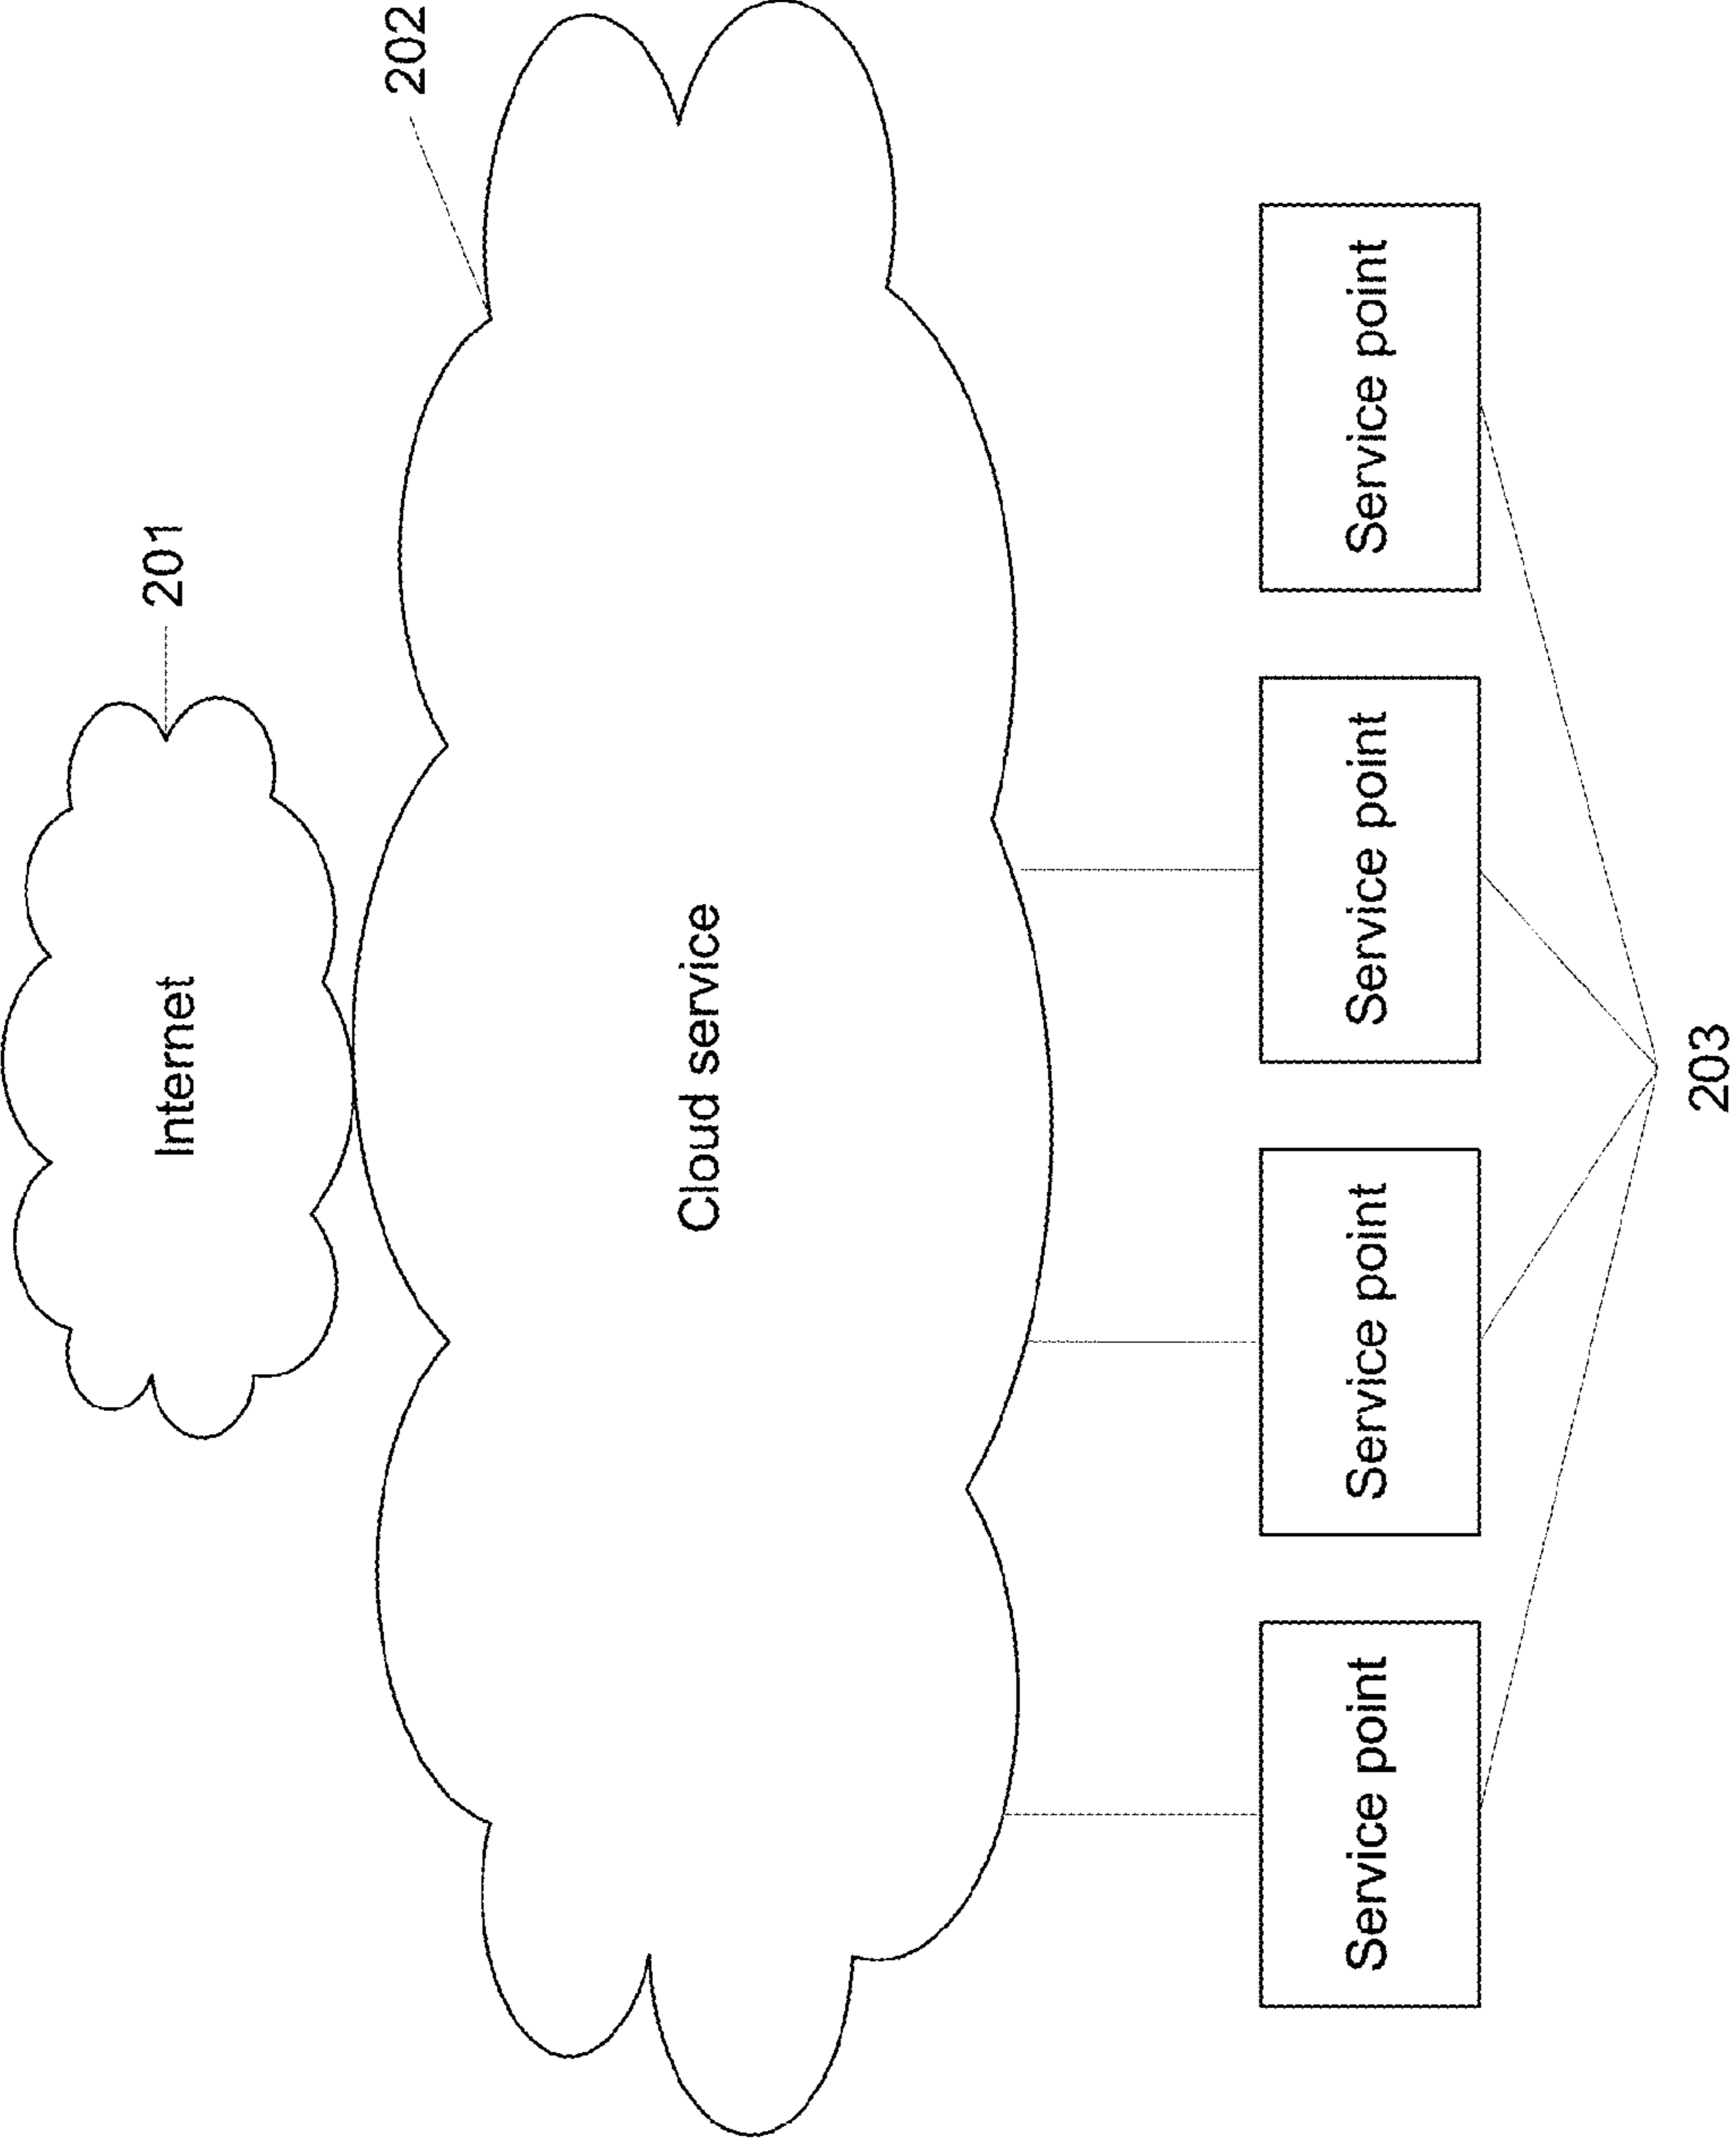 201
Internet
202
Cloud service
Service point
Service point
Service point
Service point
203